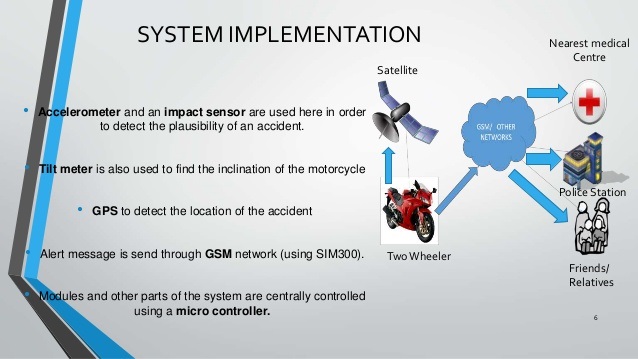 SYSTEM IMPLEMENTATION
• Accelerometer and an impact sensor are used here in order
to detect the plausibility of an accident.
• Tilt meter is also used to find the inclination of the motorcycle
• GPS to detect the location of the accident
• Alert message is send through GSM network (using SIM300).
• Modules and other parts of the system are centrally controlled
using a micro controller.
Satellite
Nearest medical
Centre
GSM/ OTHER
NETWORKS
Police Station
Two Wheeler
Friends/
Relatives
6